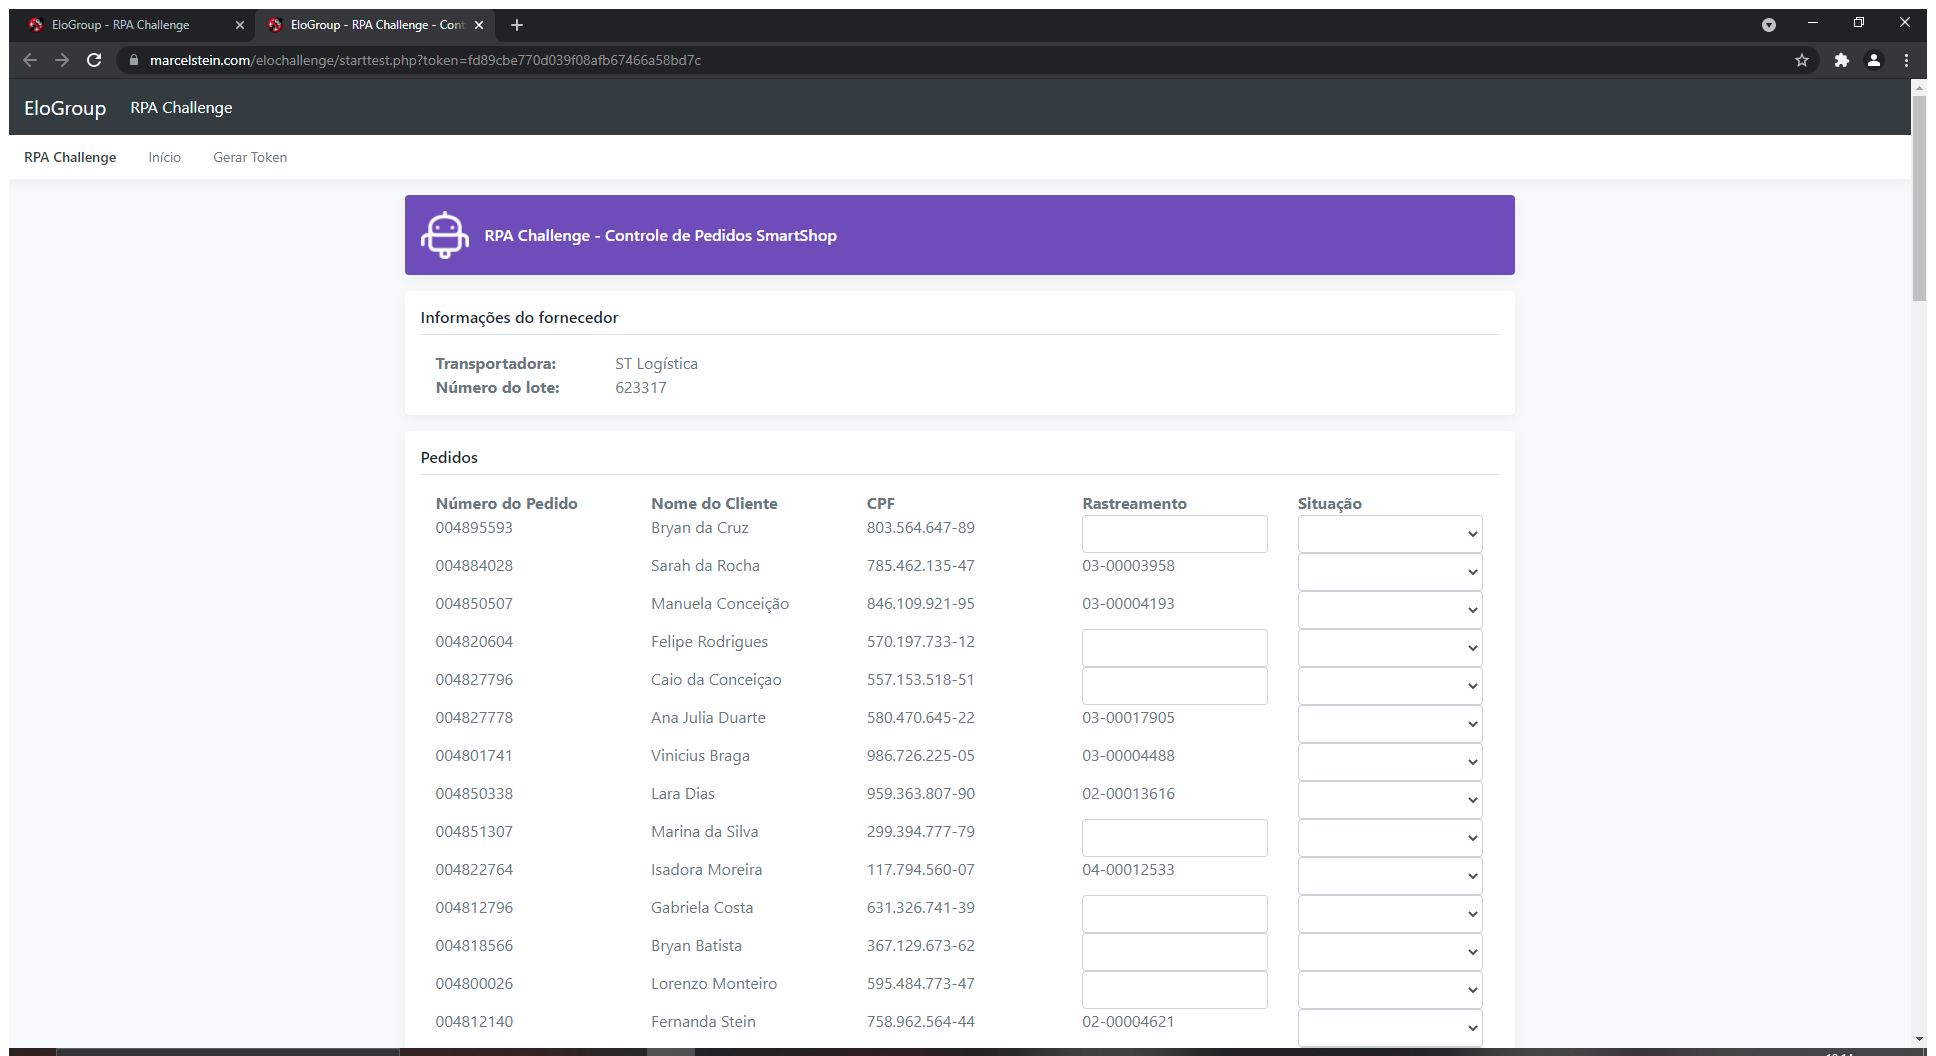 EloGroup - RPA Challenge
EloGroup - RPA Challenge - Cont
marcelstein.com/elochallenge/starttest.php?token=fd89cbe770d039f08afb67466a58bd7c
EloGroup RPA Challenge
RPA Challenge Início Gerar Token
RPA Challenge - Controle de Pedidos SmartShop
Informações do fornecedor
Transportadora: ST Logística
Número do lote: 623317
Pedidos
Número do Pedido Nome do Cliente CPF Rastreamento Situação
004895593 Bryan da Cruz 803.564.647-89
004884028 Sarah da Rocha 785.462.135-47 03-00003958
004850507 Manuela Conceição 846.109.921-95 03-00004193
004820604 Felipe Rodrigues 570.197.733-12
004827796 Caio da Conceiçao 557.153.518-51
004827778 Ana Julia Duarte 580.470.645-22 03-00017905
004801741 Vinicius Braga 986.726.225-05 03-00004488
004850338 Lara Dias 959.363.807-90 02-00013616
004851307 Marina da Silva 299.394.777-79
004822764 Isadora Moreira 117.794.560-07 04-00012533
004812796 Gabriela Costa 631.326.741-39
004818566 Bryan Batista 367.129.673-62
004800026 Lorenzo Monteiro 595.484.773-47
004812140 Fernanda Stein 758.962.564-44 02-00004621